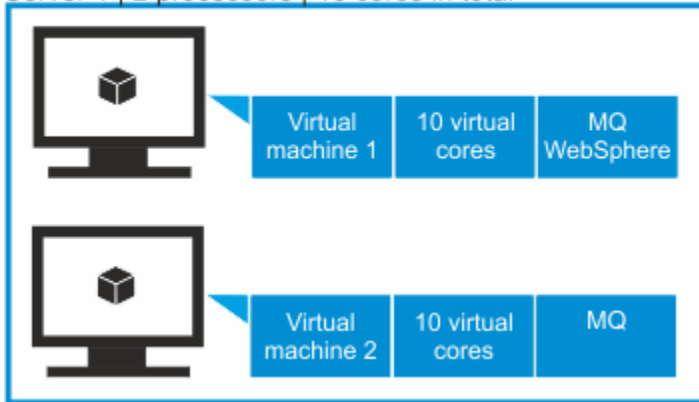 Virtual
machine 1
10 virtual
cores
MQ
WebSphere
Virtual
machine 2
10 virtual
cores
MQ